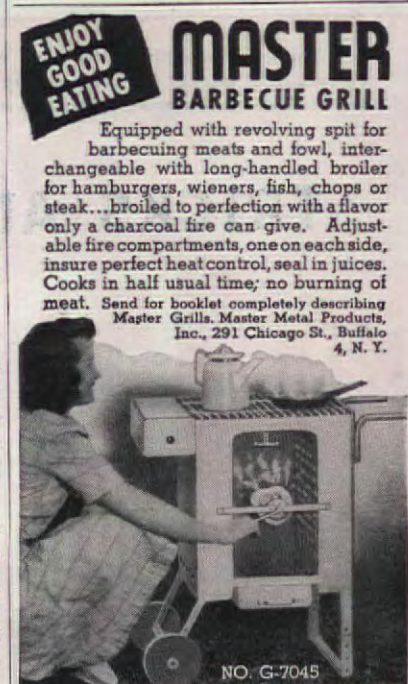 ENJOY
GOOD
EATING
MASTER
BARBECUE GRILL
Equipped with revolving spit for
barbecuing meats and fowl, inter-
changeable with long-handled broiler
for hamburgers, wieners, fish, chops or
steak...broiled to perfection with a flavor
only a charcoal fire can give. Adjust-
able fire compartments, one on each side,
insure perfect heat control, seal in juices.
Cooks in half usual time; no burning of
meat. Send for booklet completely describing
Master Grills. Master Metal Products,
Inc., 291 Chicago St., Buffalo
4, N. Y.
NO. G-7045